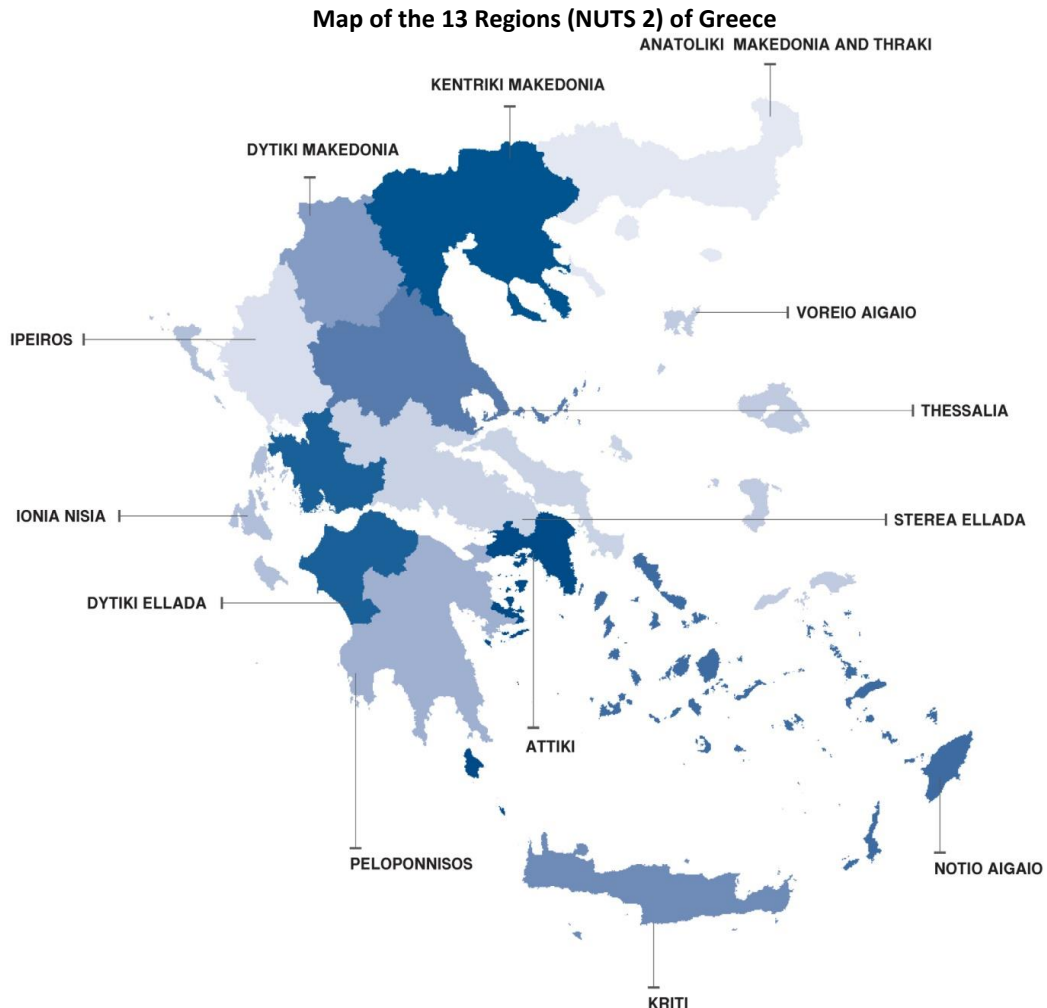 Map of the 13 Regions (NUTS 2) of Greece
ANATOLIKI MAKEDONIA AND THRAKI
KENTRIKI MAKEDONIA
DYTIKI MAKEDONIA
VOREIO AIGAIO
IPEIROS
THESSALIA
IONIA NISIA
STEREA ELLADA
DYTIKI ELLADA
ATTIKI
PELOPONNISOS
NOTIO AIGAIO
KRITI